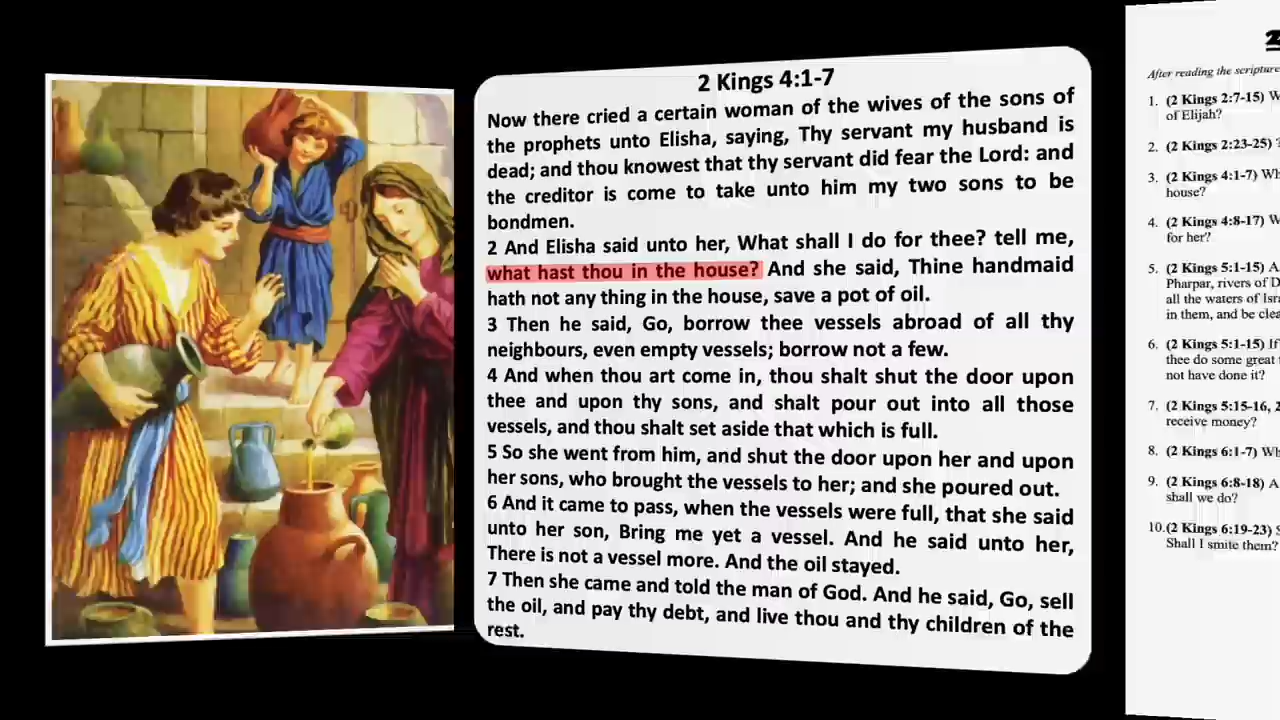 2 Kings 4:1-7
Now there cried a certain woman of the wives of the sons of
the prophets unto Elisha, saying, Thy servant my husband is
dead; and thou knowest that thy servant did fear the Lord: and
the creditor is come to take unto him my two sons to be
bondmen.
2 And Elisha said unto her, What shall I do for thee? tell me,
what hast thou in the house? And she said, Thine handmaid
hath not any thing in the house, save a pot of oil.
3 Then he said, Go, borrow thee vessels abroad of all thy
neighbours, even empty vessels; borrow not a few.
4 And when thou art come in, thou shalt shut the door upon
thee and upon thy sons, and shalt pour out into all those
vessels, and thou shalt set aside that which is full.
5 So she went from him, and shut the door upon her and upon
her sons, who brought the vessels to her; and she poured out.
6 And it came to pass, when the vessels were full, that she said
unto her son, Bring me yet a vessel. And he said unto her,
There is not a vessel more. And the oil stayed.
7 Then she came and told the man of God. And he said, Go, sell
the oil, and pay thy debt, and live thou and thy children of the
rest.
2
After reading the scripture
1. (2 Kings 2:7-15) W
of Elijah?
2. (2 Kings 2:23-25)
3. (2 Kings 4:1-7) Wh
house?
4. (2 Kings 4:8-17) W
for her?
5. (2 Kings 5:1-15) A
Pharpar, rivers of D
all the waters of Isr
in them, and be clea
6. (2 Kings 5:1-15) If
thee do some great
not have done it?
7. (2 Kings 5:15-16, 2
receive money?
8. (2 Kings 6:1-7) Wh
9. (2 Kings 6:8-18) A
shall we do?
10.(2 Kings 6:19-23) S
Shall I smite them?